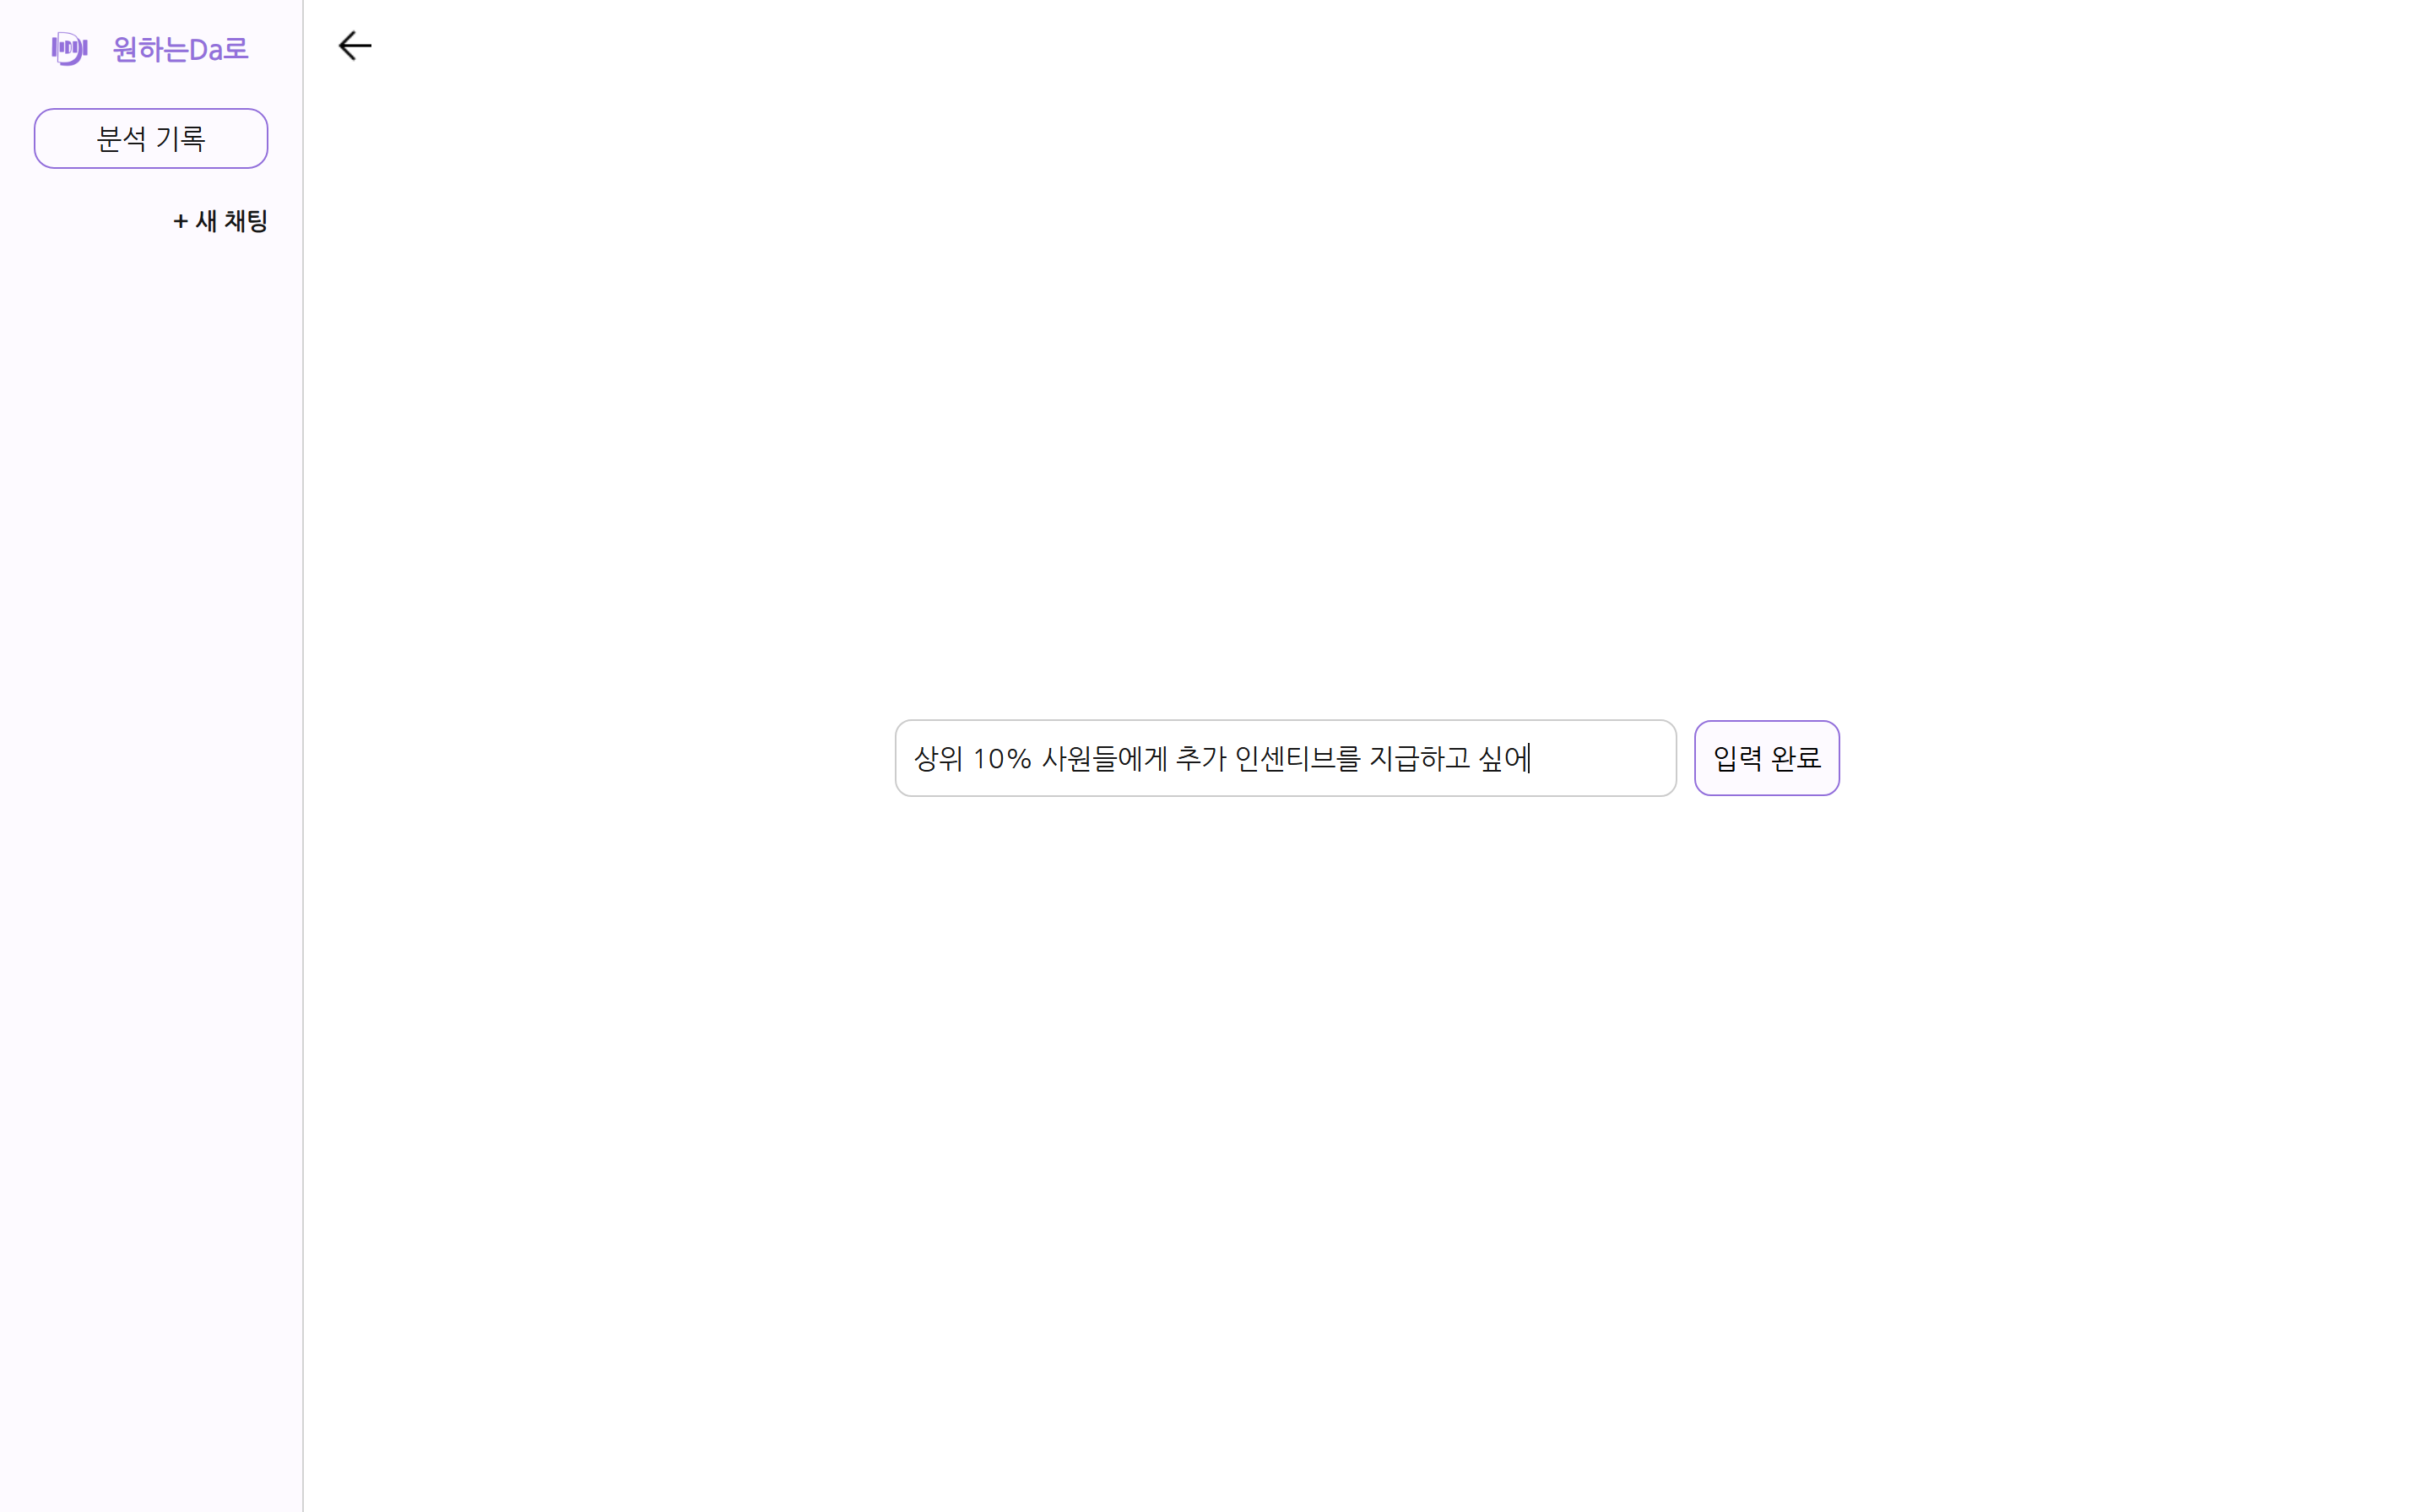 원하는Da로
분석 기록
+ 새 채팅
상위 10% 사원들에게 추가 인센티브를 지급하고 싶어
입력 완료